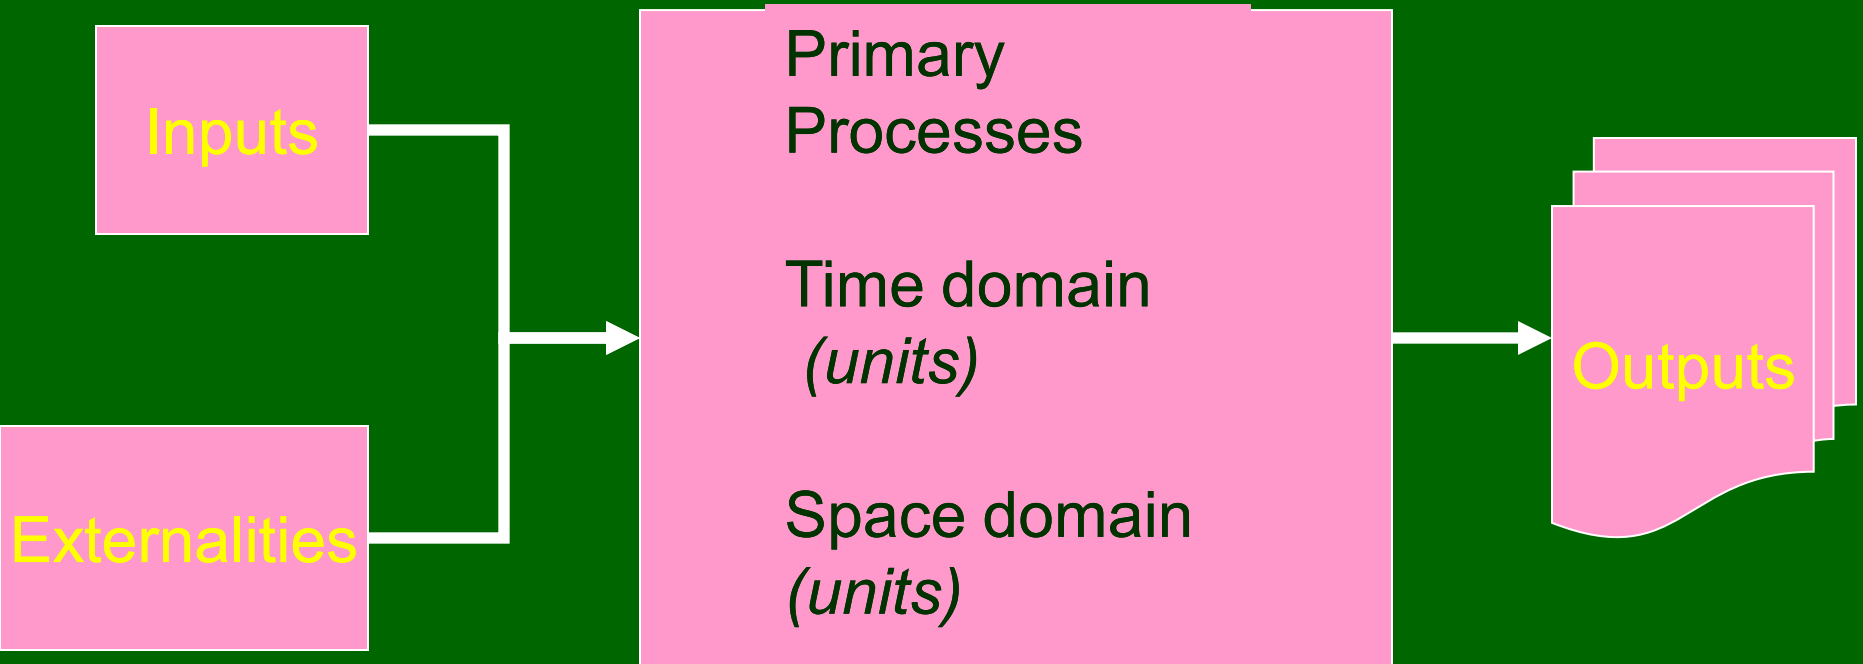 Inputs
Externalities
Primary
Processes
Time domain
(units)
Space domain
(units)
Outputs